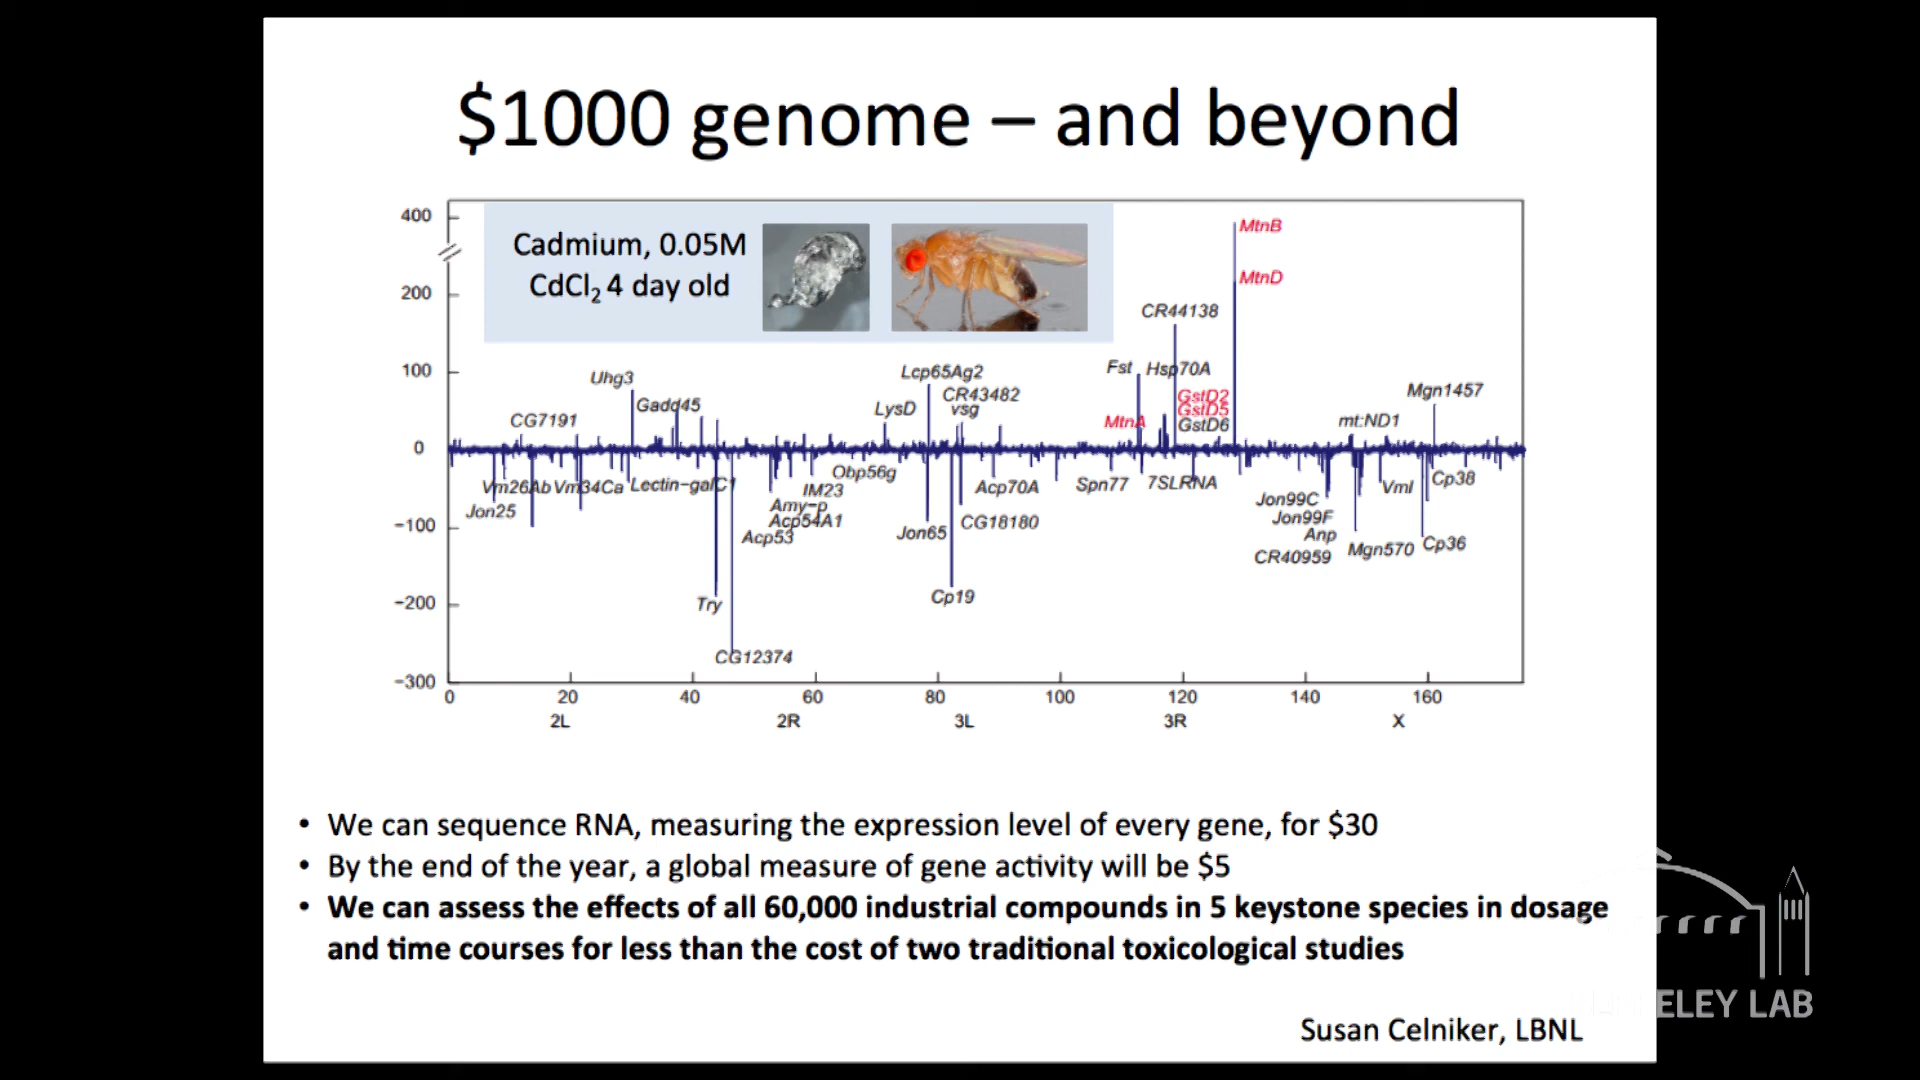 $1000 genome – and beyond
400
200
100
0
−100
−200
−300
Cadmium, 0.05M
CdCl₂ 4 day old
MtnB
MtnD
CR44138
Fst
Hsp70A
GstD2
GstD5
GstD6
MtnA
Uhg3
Gadd45
CG7191
Lcp65Ag2
CR43482
LysD
vsg
Mgn1457
mt:ND1
Vm26Ab
Vm34Ca
Lectin−galC1
Jon25
Obp56g
IM23
Amy−p
Acp54A1
Acp53
Try
CG12374
Acp70A
CG18180
Jon65
Cp19
Spn77
7SLRNA
Jon99C
Jon99F
Anp
CR40959
Mgn570
Vml
Cp38
Cp36
0 20 40 60 80 100 120 140 160
2L 2R 3L 3R X
• We can sequence RNA, measuring the expression level of every gene, for $30
• By the end of the year, a global measure of gene activity will be $5
• We can assess the effects of all 60,000 industrial compounds in 5 keystone species in dosage
and time courses for less than the cost of two traditional toxicological studies
Susan Celniker, LBNL
ELEY LAB